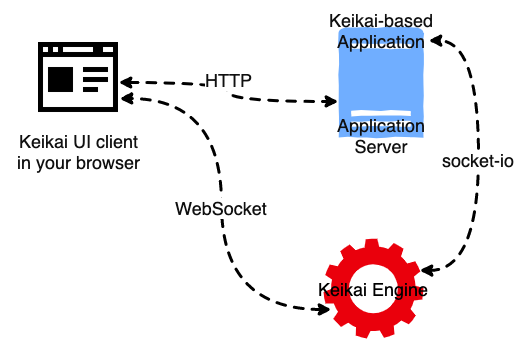 Keikai-based
Application
HTTP
Application
Server
Keikai UI client
in your browser
socket-io
WebSocket
Keikai Engine